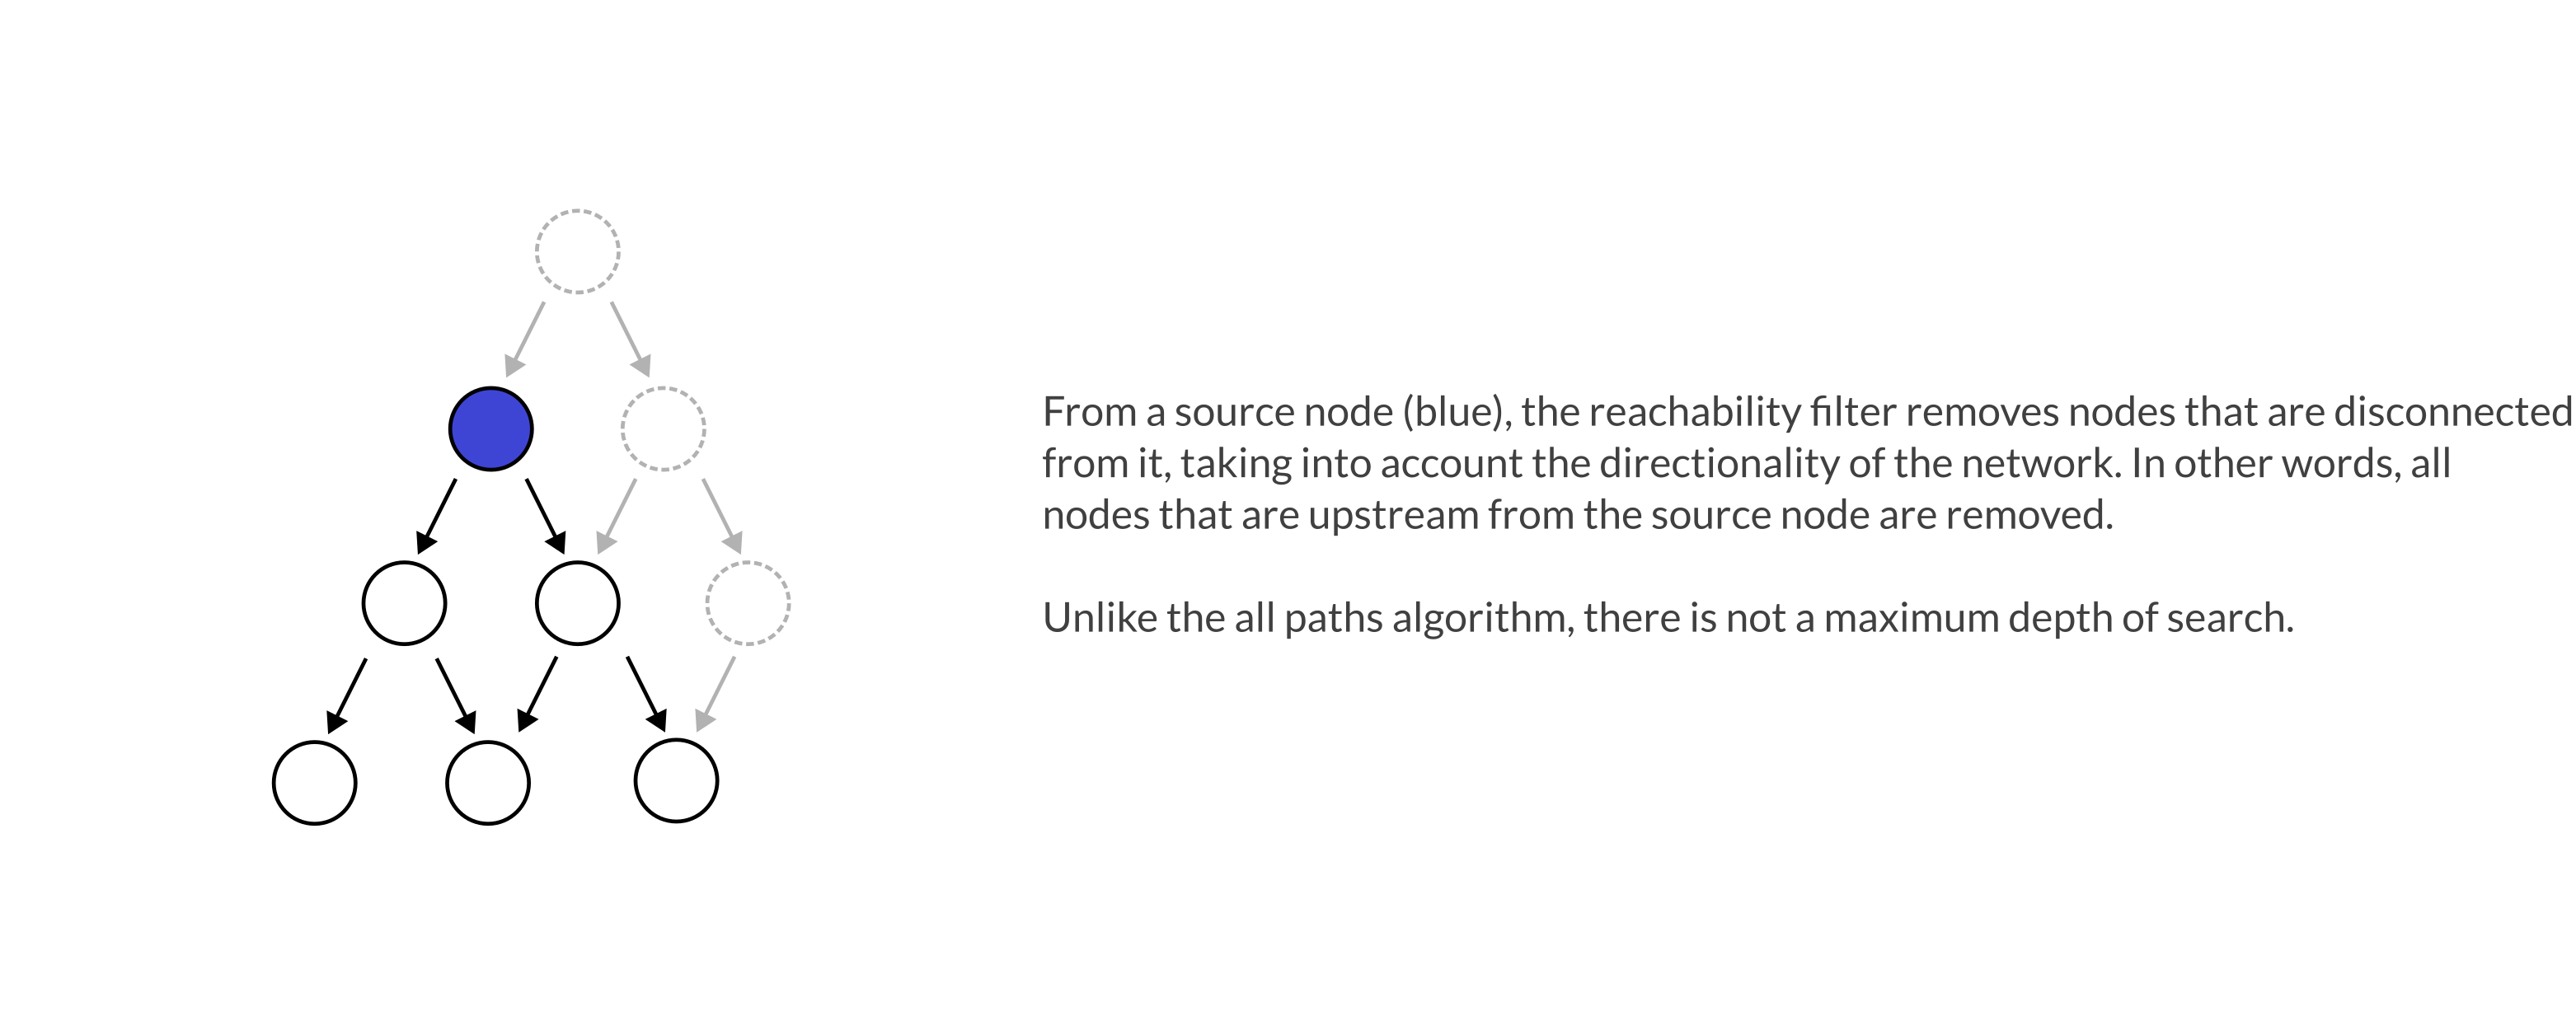 From a source node (blue), the reachability filter removes nodes that are disconnected
from it, taking into account the directionality of the network. In other words, all
nodes that are upstream from the source node are removed.
Unlike the all paths algorithm, there is not a maximum depth of search.